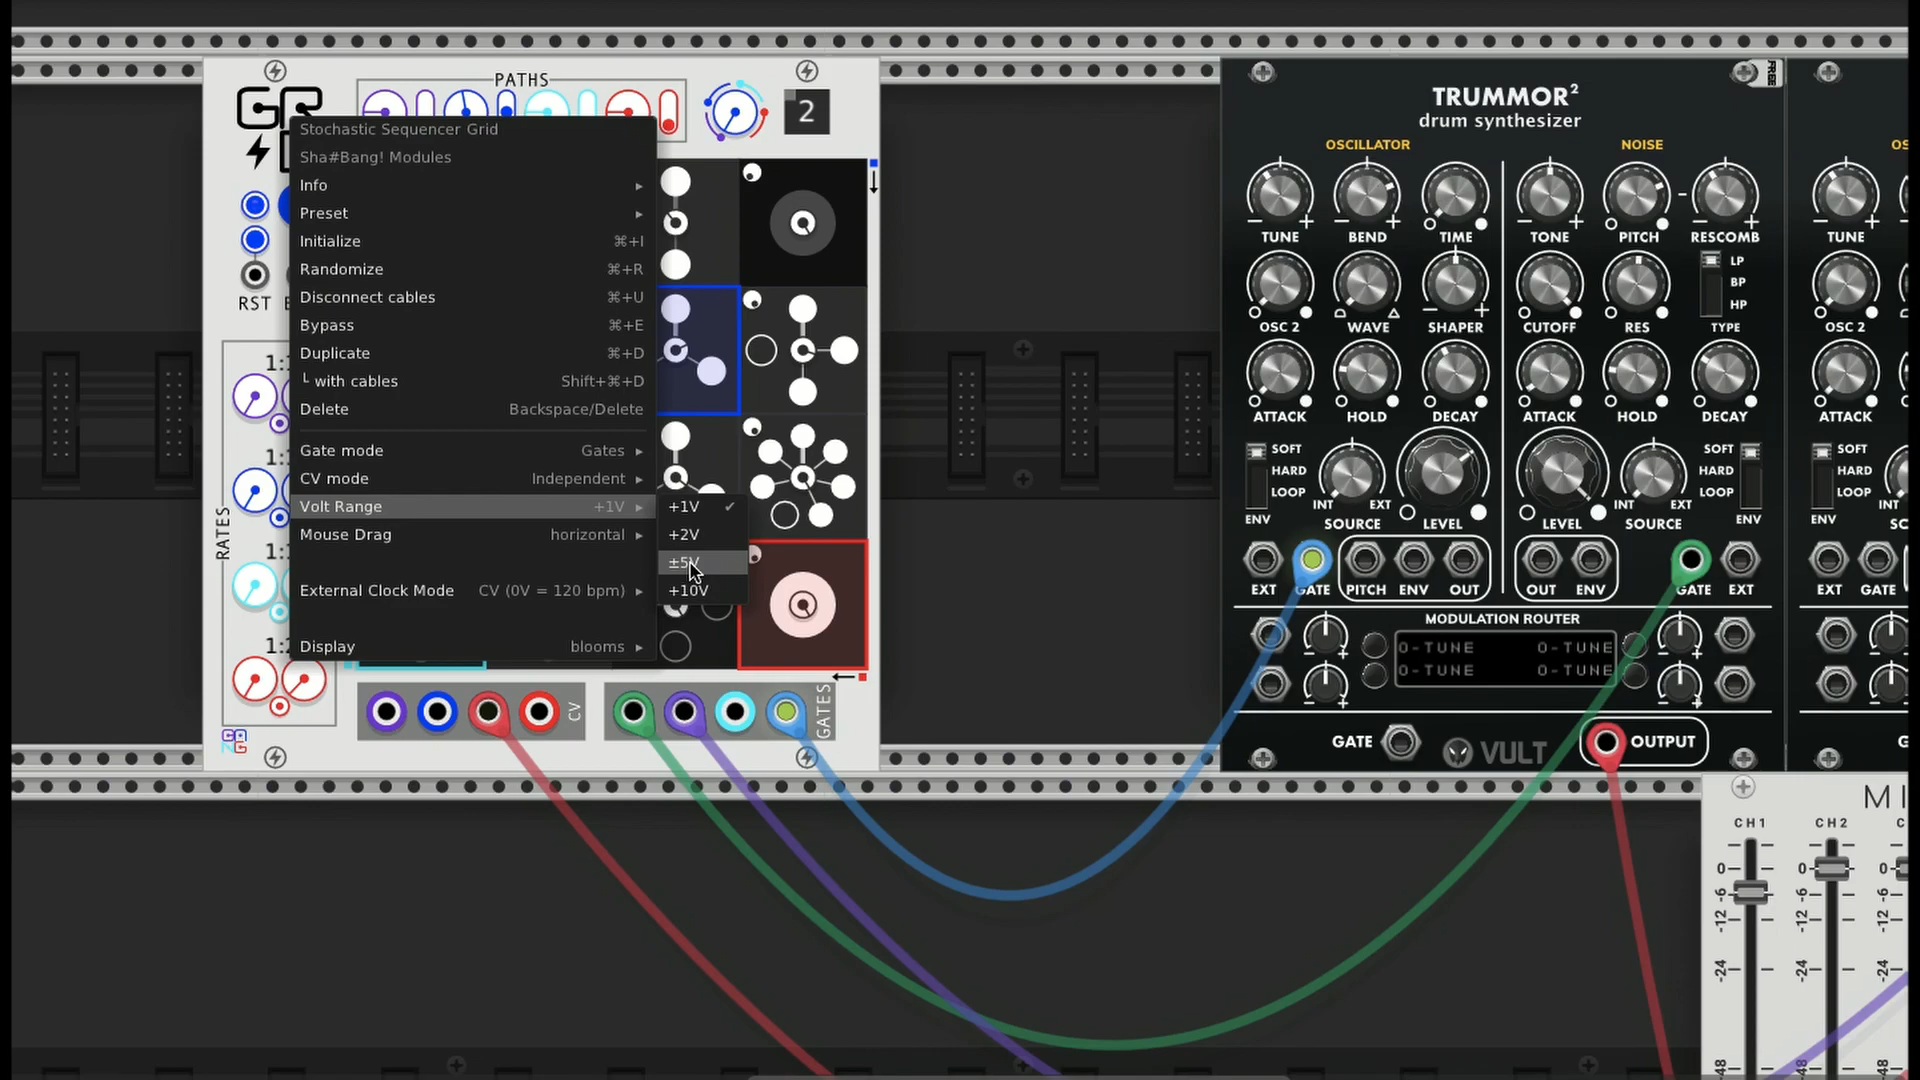 PATHS
2
RST
RATES
Stochastic Sequencer Grid
Sha#Bang! Modules
Info
Preset
Initialize ⌘+I
Randomize ⌘+R
Disconnect cables ⌘+U
Bypass ⌘+E
Duplicate ⌘+D
└ with cables Shift+⌘+D
Delete Backspace/Delete
Gate mode Gates
CV mode Independent
Volt Range +1V
Mouse Drag horizontal
External Clock Mode CV (0V = 120 bpm)
Display blooms
+1V ✓
+2V
±5V
+10V
CV
GATES
TRUMMOR²
drum synthesizer
FREE
OSCILLATOR NOISE
TUNE BEND TIME TONE PITCH RESCOMB TUNE
LP
BP
HP
OSC 2 WAVE SHAPER CUTOFF RES TYPE OSC 2
ATTACK HOLD DECAY ATTACK HOLD DECAY ATTACK
SOFT SOFT SOFT
HARD HARD HARD
LOOP LOOP LOOP
INT EXT INT EXT INT
ENV SOURCE LEVEL LEVEL SOURCE ENV ENV
EXT GATE PITCH ENV OUT OUT ENV GATE EXT EXT GATE
MODULATION ROUTER
0-TUNE 0-TUNE
0-TUNE 0-TUNE
GATE VULT OUTPUT
CH1 CH2
0 0 0
-6 -6 -6
-12 -12 -12
-24 -24 -24